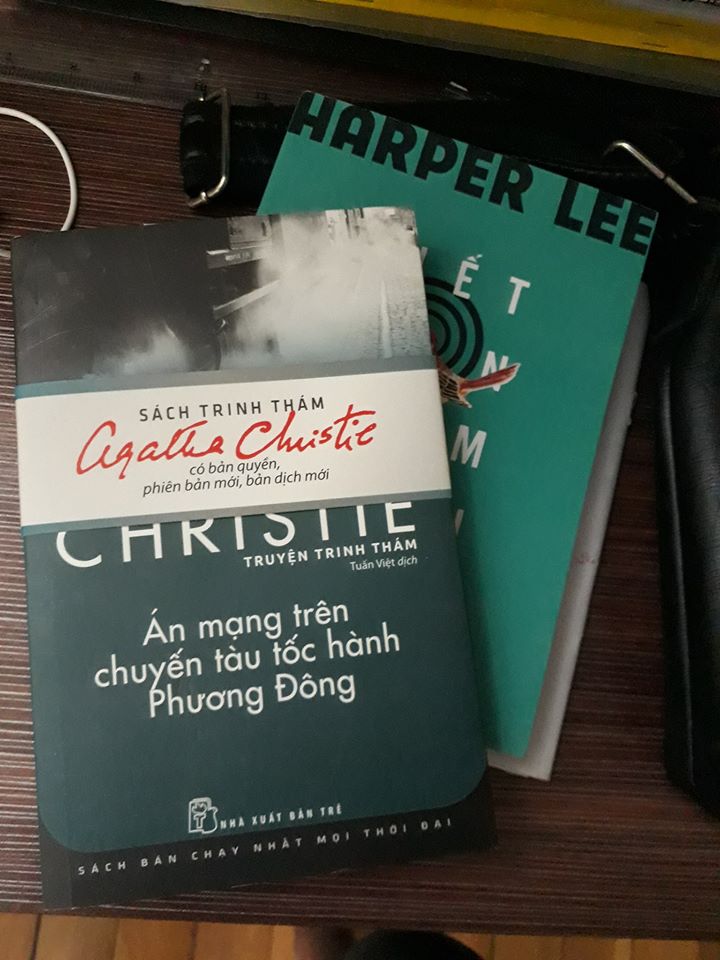 HARPER LEE
ẾT
N
AM
SÁCH TRINH THÁM
Agatha Christie
có bản quyền,
phiên bản mới, bản dịch mới
CHRISTIE
TRUYỆN TRINH THÁM
Tuấn Việt dịch
Án mạng trên
chuyến tàu tốc hành
Phương Đông
NHÀ XUẤT BẢN TRẺ
SÁCH BÁN CHẠY NHẤT MỌI THỜI ĐẠI